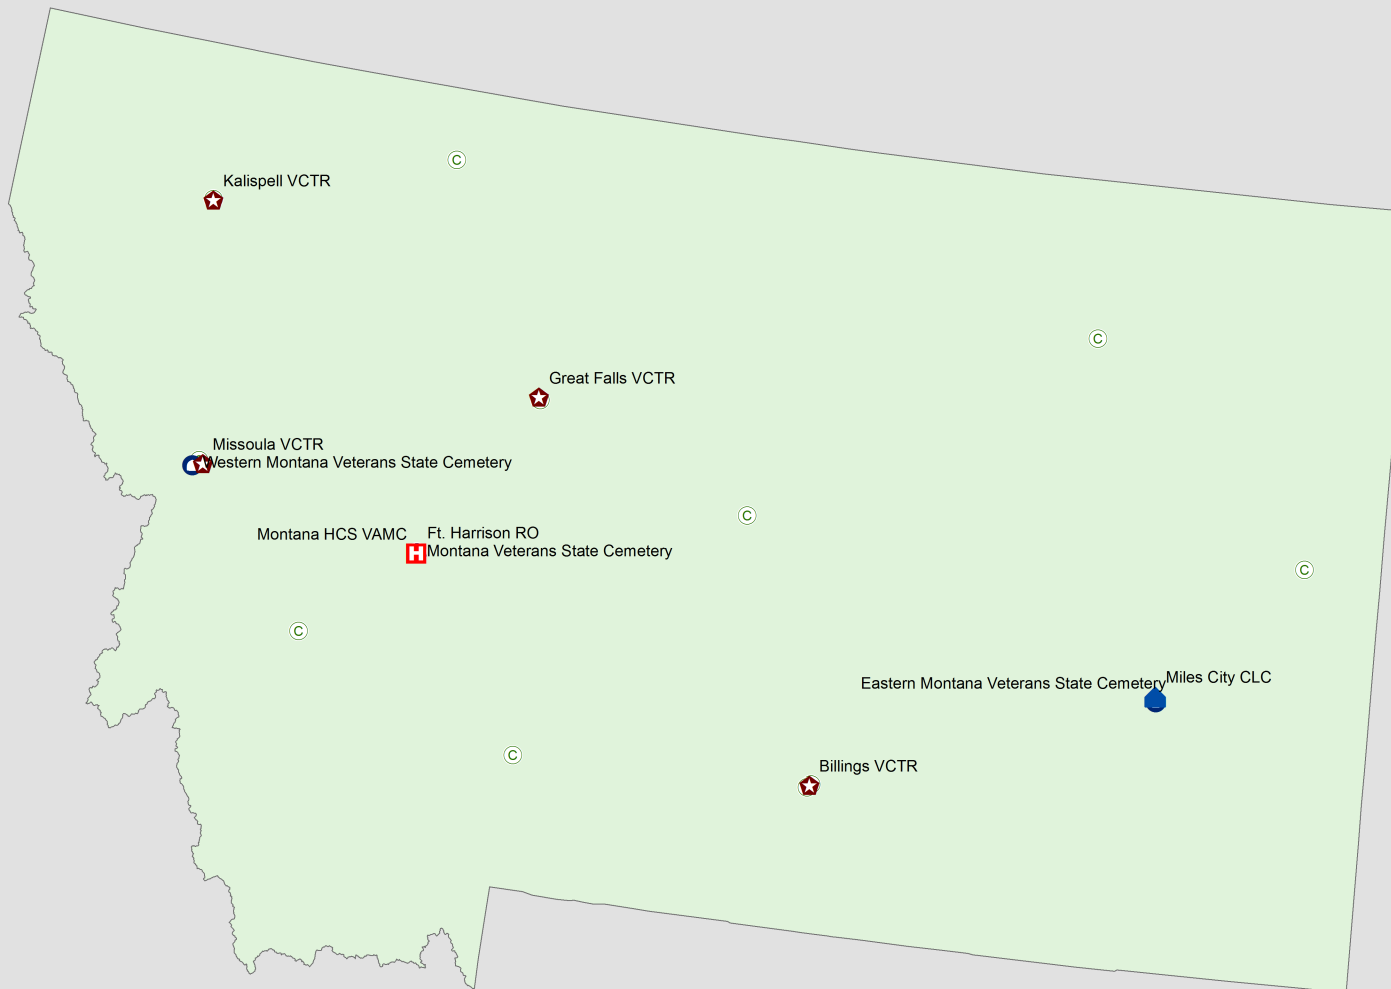 C
Kalispell VCTR
C
Great Falls VCTR
Missoula VCTR
Western Montana Veterans State Cemetery
C
Montana HCS VAMC
Ft. Harrison RO
H
Montana Veterans State Cemetery
C
C
Eastern Montana Veterans State Cemetery
Miles City CLC
C
Billings VCTR